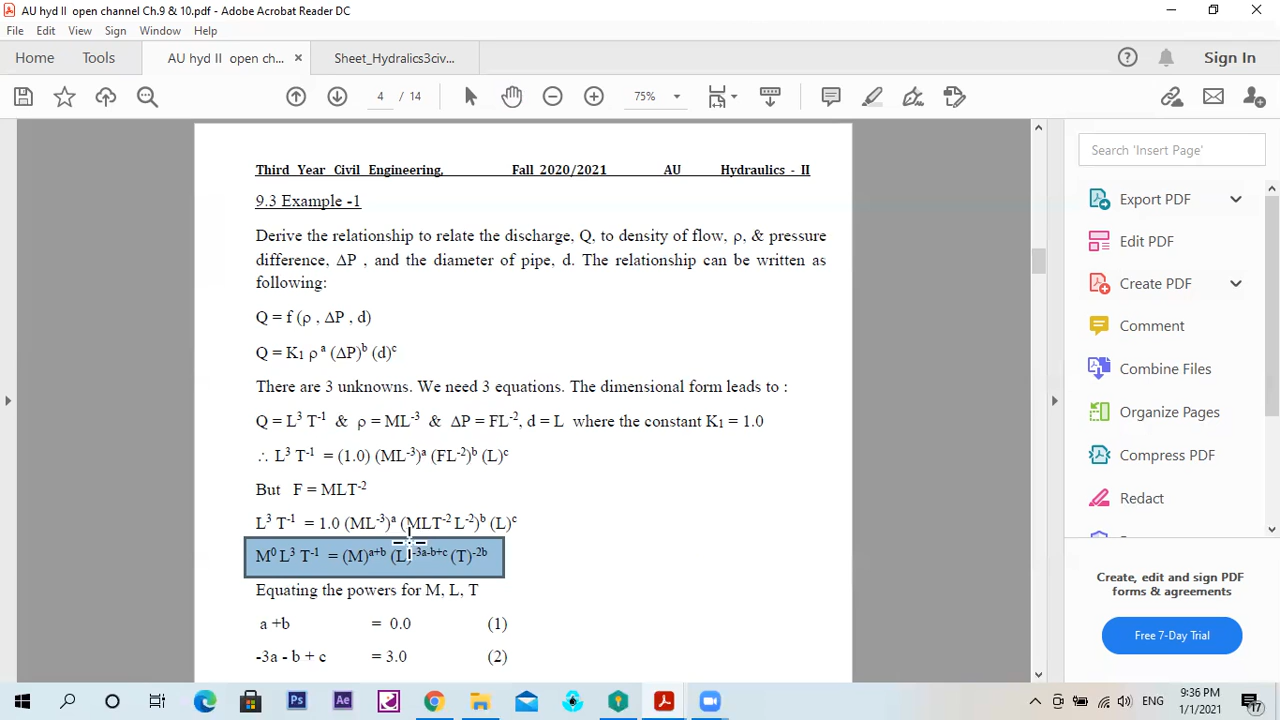 AU hyd II open channel Ch.9 & 10.pdf - Adobe Acrobat Reader DC
File Edit View Sign Window Help
Home Tools AU hyd II open ch... × Sheet_Hydralics3civ... Sign In
4 / 14 75%
Search 'Insert Page'
Export PDF
Edit PDF
Create PDF
Comment
Combine Files
Organize Pages
Compress PDF
Redact
Create, edit and sign PDF
forms & agreements
Free 7-Day Trial
Third Year Civil Engineering, Fall 2020/2021 AU Hydraulics - II
9.3 Example -1
Derive the relationship to relate the discharge, Q, to density of flow, ρ, & pressure
difference, ΔP , and the diameter of pipe, d. The relationship can be written as
following:
Q = f (ρ , ΔP , d)
Q = K₁ ρ ᵃ (ΔP)ᵇ (d)ᶜ
There are 3 unknowns. We need 3 equations. The dimensional form leads to :
Q = L³ T⁻¹ & ρ = ML⁻³ & ΔP = FL⁻², d = L where the constant K₁ = 1.0
∴ L³ T⁻¹ = (1.0) (ML⁻³)ᵃ (FL⁻²)ᵇ (L)ᶜ
But F = MLT⁻²
L³ T⁻¹ = 1.0 (ML⁻³)ᵃ (MLT⁻² L⁻²)ᵇ (L)ᶜ
M⁰ L³ T⁻¹ = (M)ᵃ⁺ᵇ (L)⁻³ᵃ⁻ᵇ⁺ᶜ (T)⁻²ᵇ
Equating the powers for M, L, T
a +b = 0.0 (1)
-3a - b + c = 3.0 (2)
Ps Ae
9:36 PM
1/1/2021
17